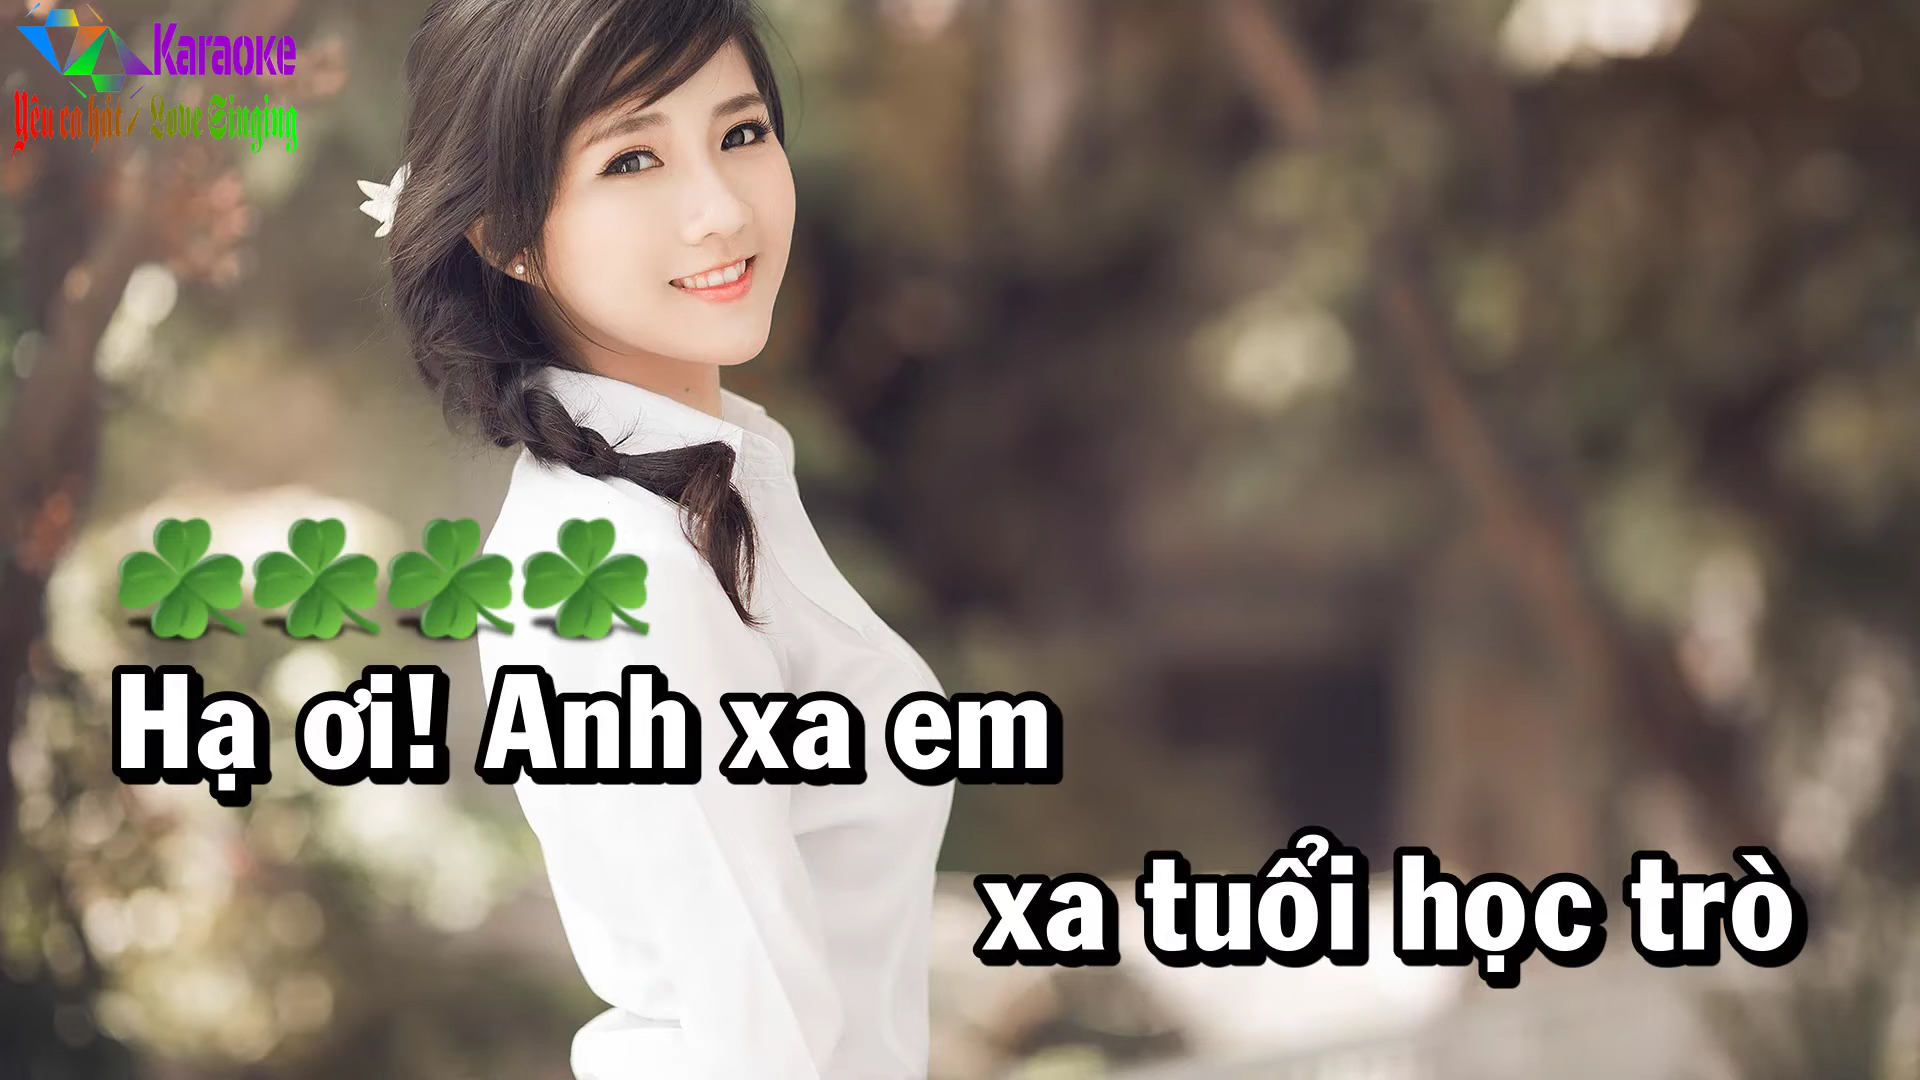 Karaoke
Yêu ca hát / Love Singing
Hạ ơi! Anh xa em
xa tuổi học trò